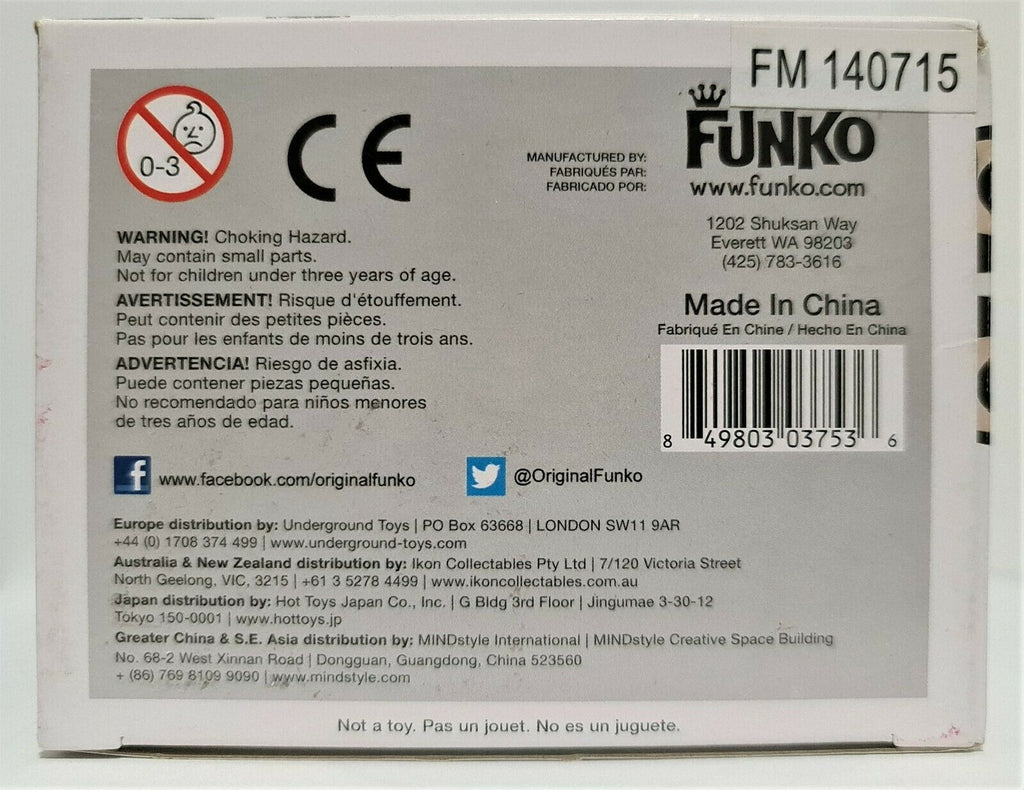 FM 140715
0-3
CE
MANUFACTURED BY:
FABRIQUÉS PAR:
FABRICADO POR:
FUNKO
www.funko.com
1202 Shuksan Way
Everett WA 98203
(425) 783-3616
WARNING! Choking Hazard.
May contain small parts.
Not for children under three years of age.
AVERTISSEMENT! Risque d'étouffement.
Peut contenir des petites pièces.
Pas pour les enfants de moins de trois ans.
ADVERTENCIA! Riesgo de asfixia.
Puede contener piezas pequeñas.
No recomendado para niños menores
de tres años de edad.
Made In China
Fabriqué En Chine / Hecho En China
8 49803 03753 6
f www.facebook.com/originalfunko
@OriginalFunko
Europe distribution by: Underground Toys | PO Box 63668 | LONDON SW11 9AR
+44 (0) 1708 374 499 | www.underground-toys.com
Australia & New Zealand distribution by: Ikon Collectables Pty Ltd | 7/120 Victoria Street
North Geelong, VIC, 3215 | +61 3 5278 4499 | www.ikoncollectables.com.au
Japan distribution by: Hot Toys Japan Co., Inc. | G Bldg 3rd Floor | Jingumae 3-30-12
Tokyo 150-0001 | www.hottoys.jp
Greater China & S.E. Asia distribution by: MINDstyle International | MINDstyle Creative Space Building
No. 68-2 West Xinnan Road | Dongguan, Guangdong, China 523560
+ (86) 769 8109 9090 | www.mindstyle.com
Not a toy. Pas un jouet. No es un juguete.